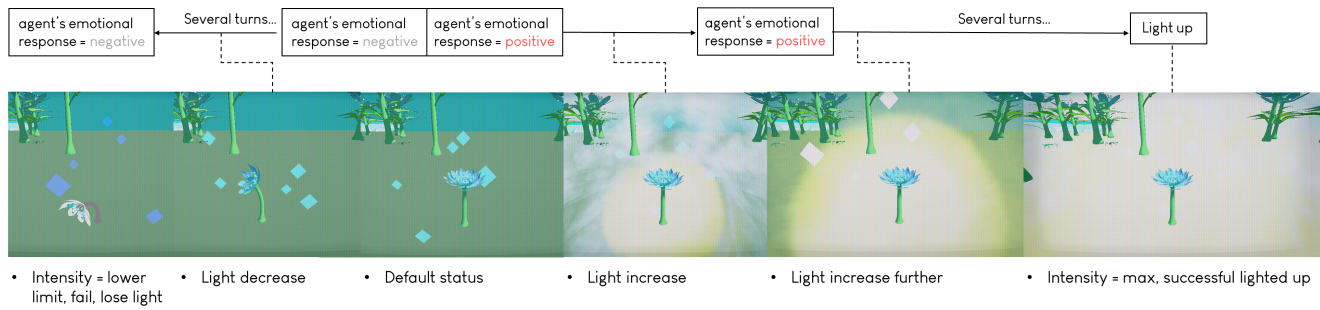 agent's emotional
response = negative
Several turns...
agent's emotional
response = negative
agent's emotional
response = positive
agent's emotional
response = positive
Several turns...
Light up
• Intensity = lower
limit, fail, lose light
• Light decrease
• Default status
• Light increase
• Light increase further
• Intensity = max, successful lighted up